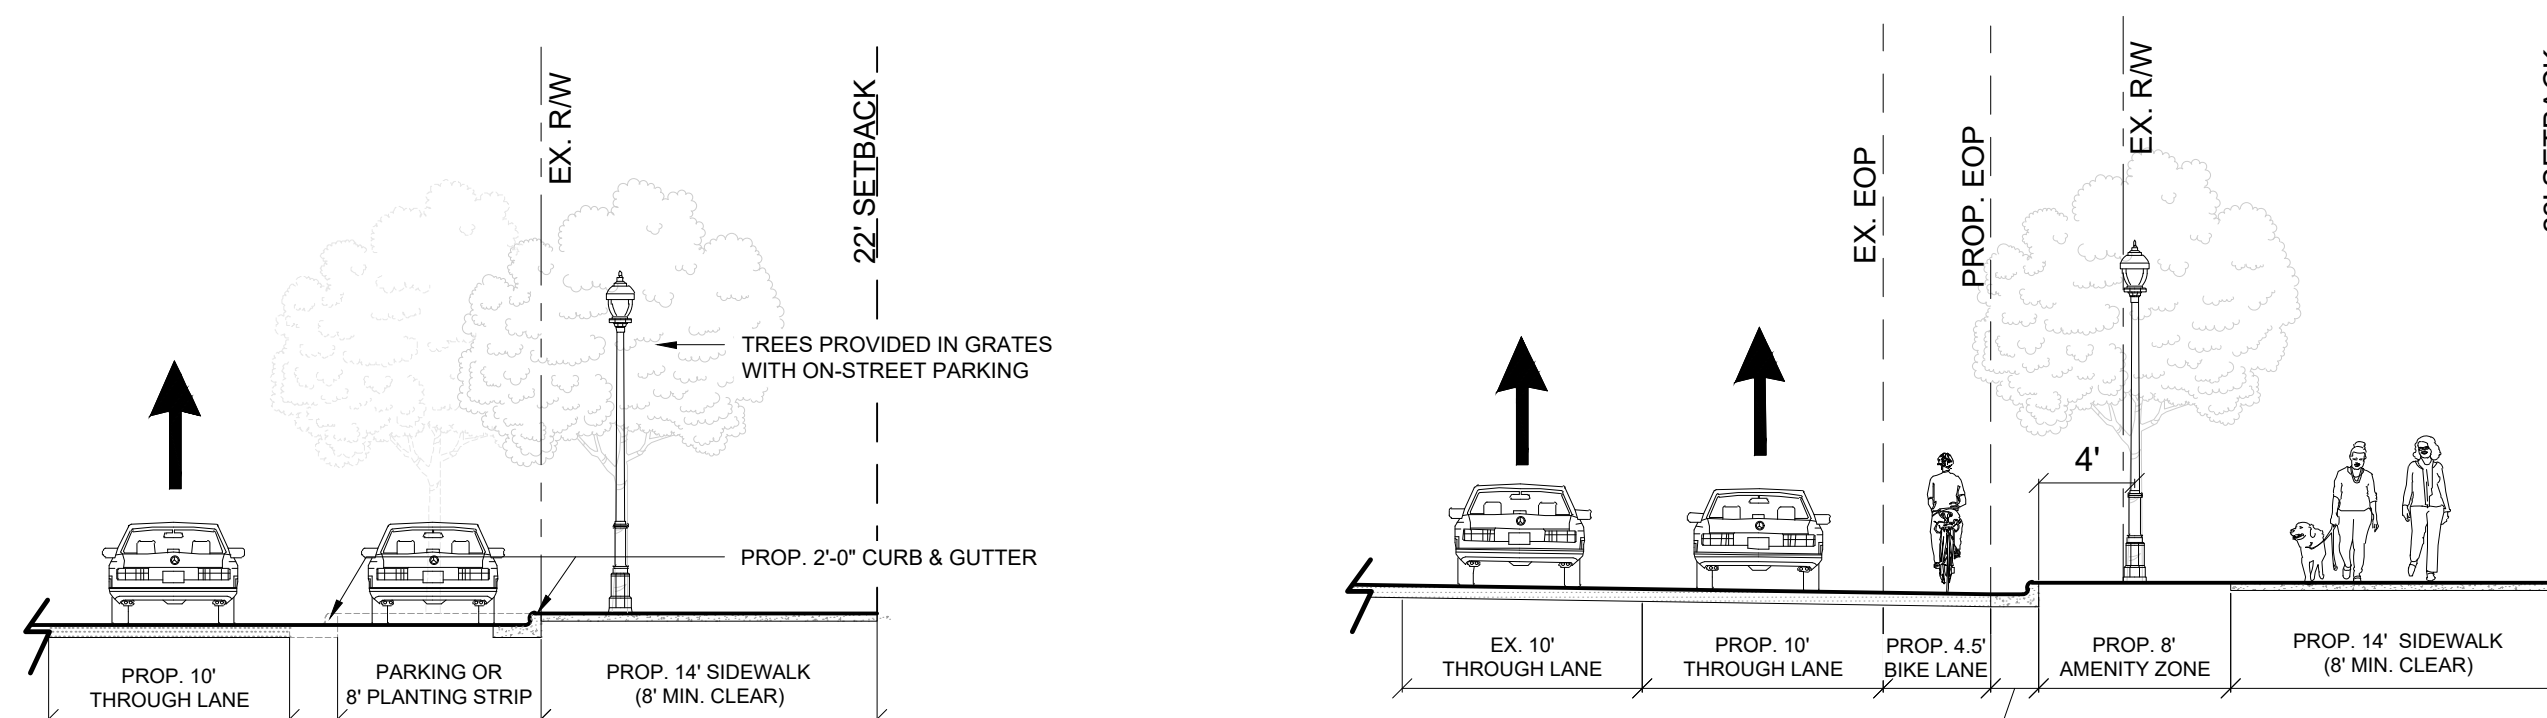 EX. R/W
22' SETBACK
TREES PROVIDED IN GRATES
WITH ON-STREET PARKING
PROP. 2'-0" CURB & GUTTER
PROP. 10'
THROUGH LANE
PARKING OR
8' PLANTING STRIP
PROP. 14' SIDEWALK
(8' MIN. CLEAR)
EX. EOP
PROP. EOP
EX. R/W
4'
EX. 10'
THROUGH LANE
PROP. 10'
THROUGH LANE
PROP. 4.5'
BIKE LANE
PROP. 8'
AMENITY ZONE
PROP. 14' SIDEWALK
(8' MIN. CLEAR)